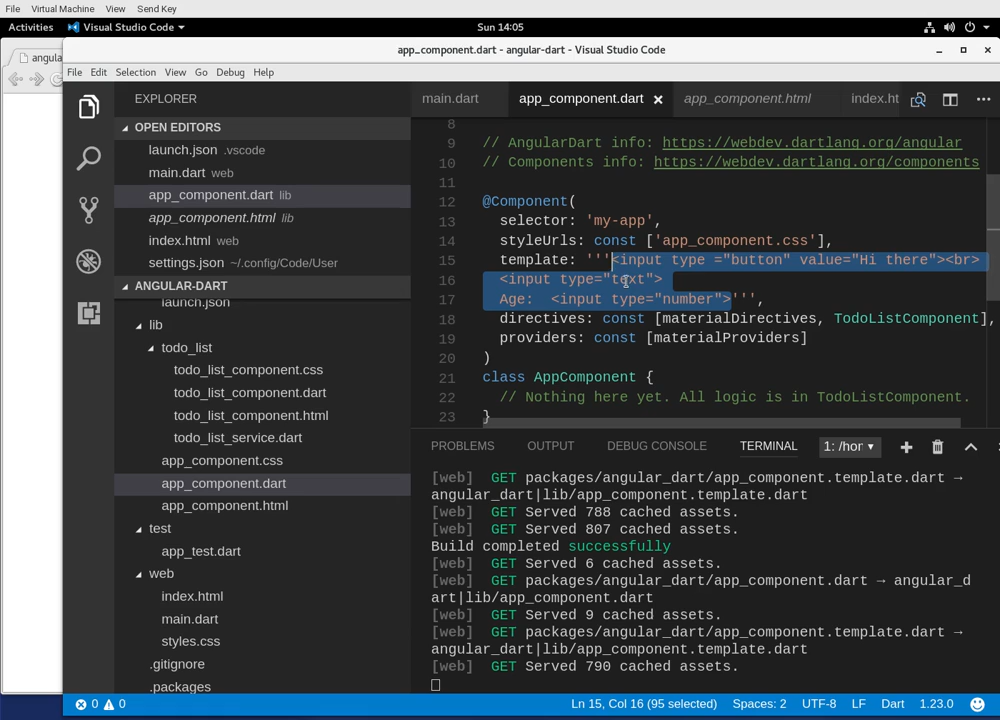 File Virtual Machine View Send Key
Activities Visual Studio Code Sun 14:05
angula
app_component.dart - angular-dart - Visual Studio Code
File Edit Selection View Go Debug Help
EXPLORER
OPEN EDITORS
launch.json .vscode
main.dart web
app_component.dart lib
app_component.html lib
index.html web
settings.json ~/.config/Code/User
ANGULAR-DART
launch.json
lib
todo_list
todo_list_component.css
todo_list_component.dart
todo_list_component.html
todo_list_service.dart
app_component.css
app_component.dart
app_component.html
test
app_test.dart
web
index.html
main.dart
styles.css
.gitignore
.packages
main.dart app_component.dart app_component.html index.ht
8
9 // AngularDart info: https://webdev.dartlang.org/angular
10 // Components info: https://webdev.dartlang.org/components
11
12 @Component(
13 selector: 'my-app',
14 styleUrls: const ['app_component.css'],
15 template: '''<input type ="button" value="Hi there"><br>
16 <input type="text">
17 Age:  <input type="number">''',
18 directives: const [materialDirectives, TodoListComponent],
19 providers: const [materialProviders]
20 )
21 class AppComponent {
22 // Nothing here yet. All logic is in TodoListComponent.
23 }
PROBLEMS OUTPUT DEBUG CONSOLE TERMINAL 1: /hor
[web] GET packages/angular_dart/app_component.template.dart →
angular_dart|lib/app_component.template.dart
[web] GET Served 788 cached assets.
[web] GET Served 807 cached assets.
Build completed successfully
[web] GET Served 6 cached assets.
[web] GET packages/angular_dart/app_component.dart → angular_d
art|lib/app_component.dart
[web] GET Served 9 cached assets.
[web] GET packages/angular_dart/app_component.template.dart →
angular_dart|lib/app_component.template.dart
[web] GET Served 790 cached assets.
0 0 Ln 15, Col 16 (95 selected) Spaces: 2 UTF-8 LF Dart 1.23.0